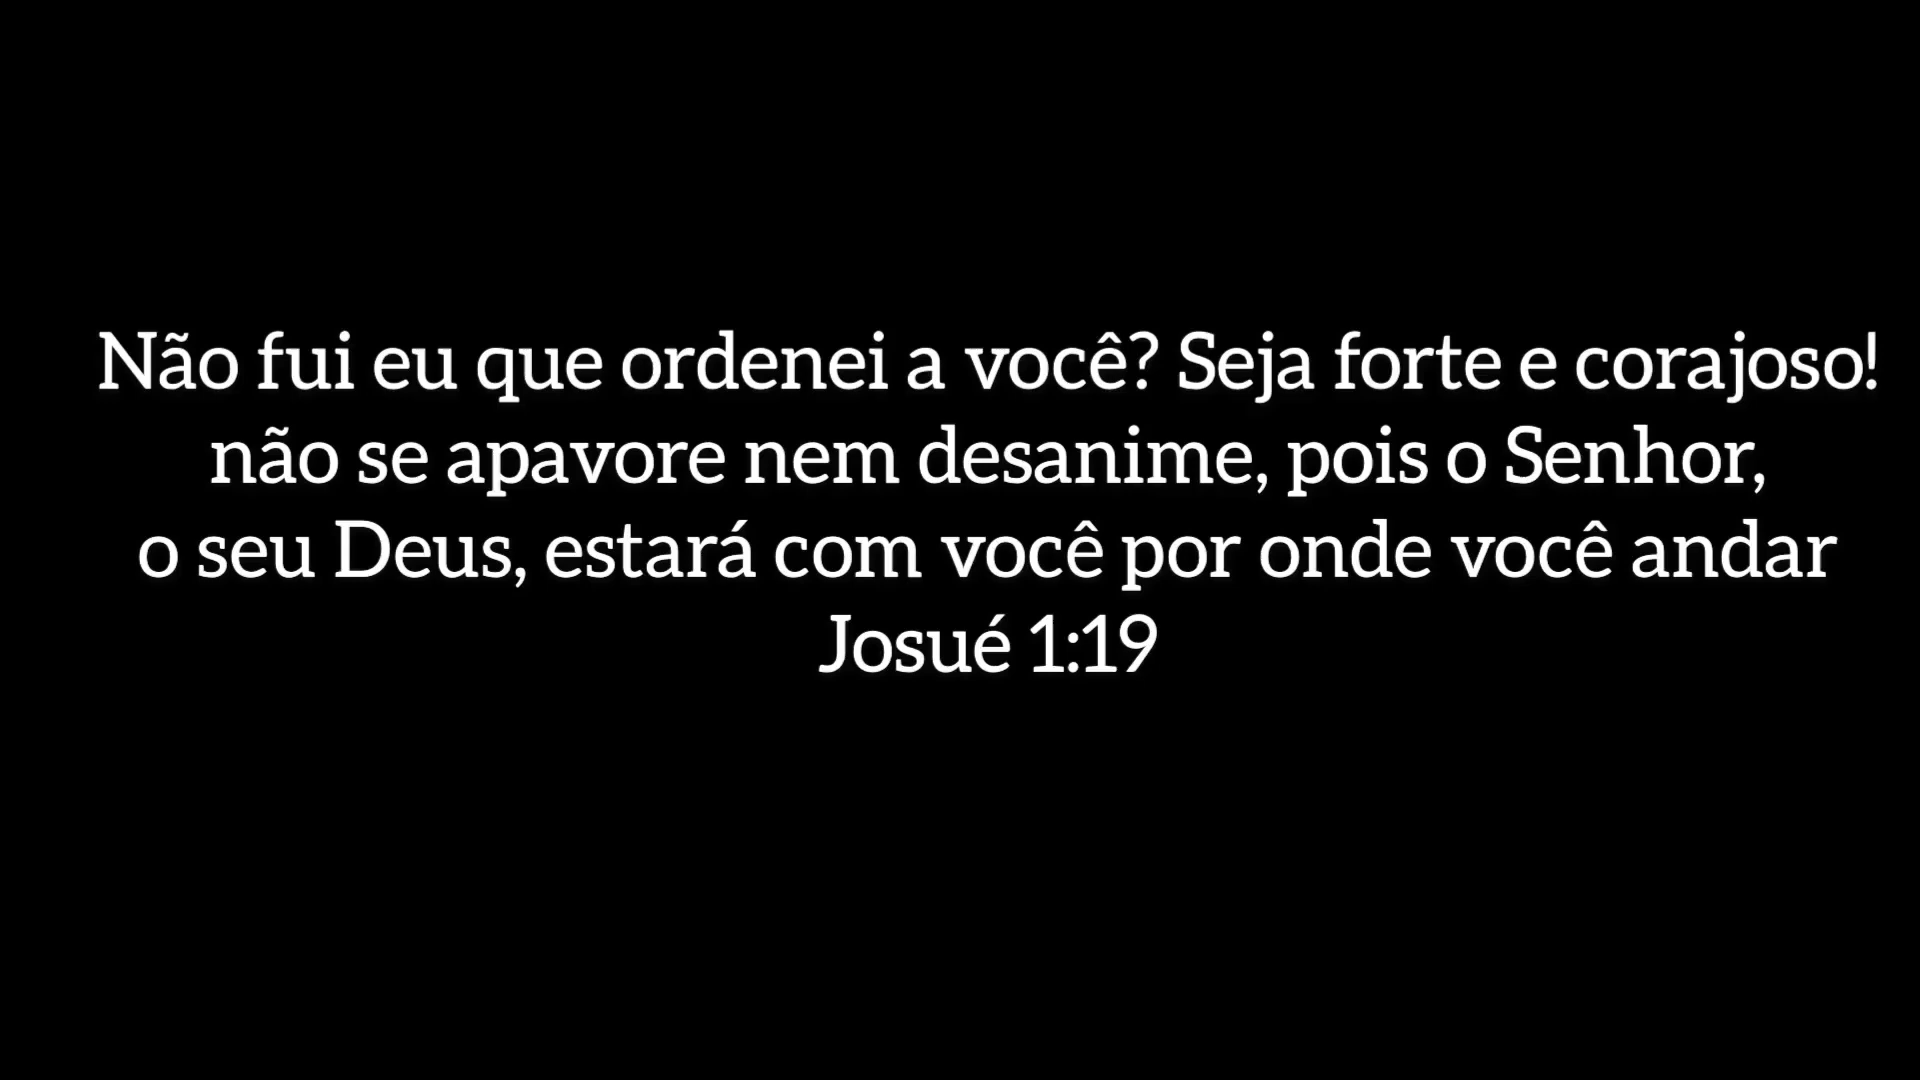 Não fui eu que ordenei a você? Seja forte e corajoso!
não se apavore nem desanime, pois o Senhor,
o seu Deus, estará com você por onde você andar
Josué 1:19